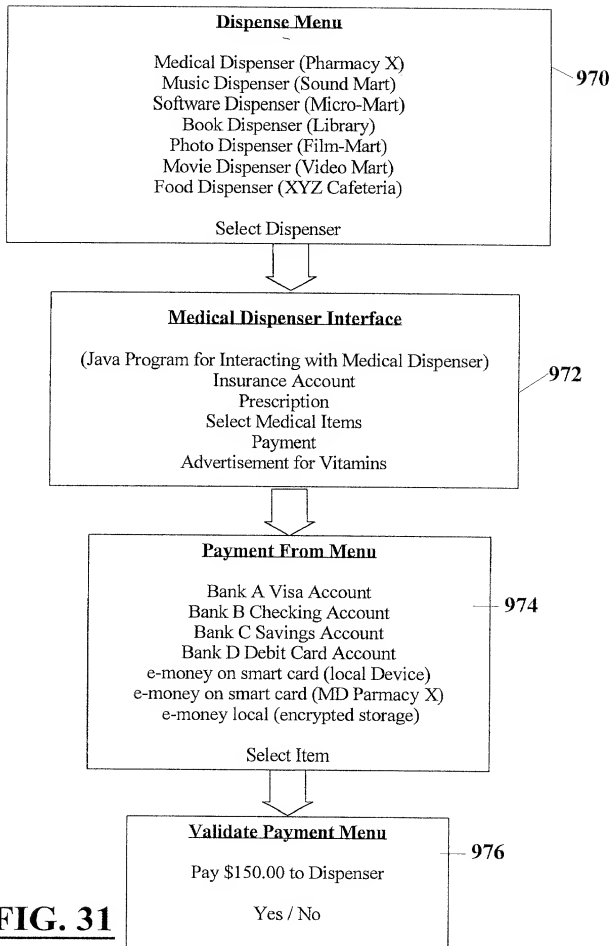 Dispense Menu
Medical Dispenser (Pharmacy X)
Music Dispenser (Sound Mart)
Software Dispenser (Micro-Mart)
Book Dispenser (Library)
Photo Dispenser (Film-Mart)
Movie Dispenser (Video Mart)
Food Dispenser (XYZ Cafeteria)
Select Dispenser
970
Medical Dispenser Interface
(Java Program for Interacting with Medical Dispenser)
Insurance Account
Prescription
Select Medical Items
Payment
Advertisement for Vitamins
972
Payment From Menu
Bank A Visa Account
Bank B Checking Account
Bank C Savings Account
Bank D Debit Card Account
e-money on smart card (local Device)
e-money on smart card (MD Parmacy X)
e-money local (encrypted storage)
Select Item
974
Validate Payment Menu
Pay $150.00 to Dispenser
Yes / No
976
FIG. 31